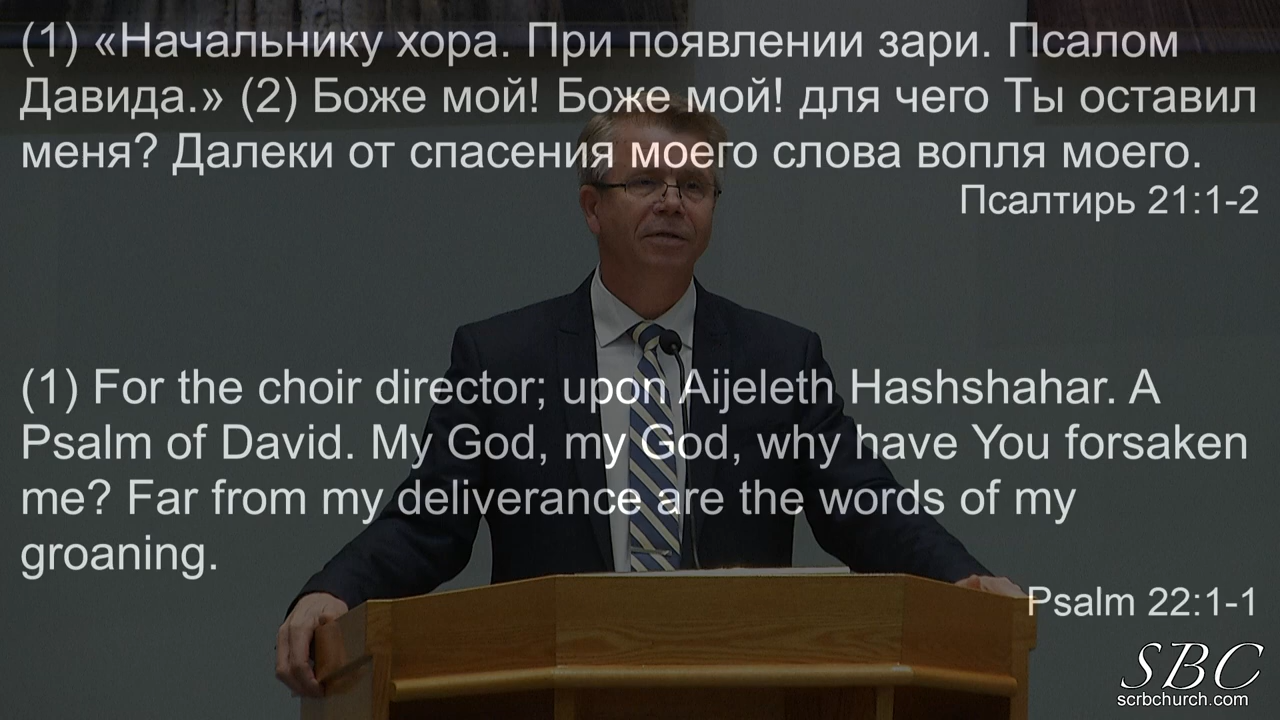 (1) «Начальнику хора. При появлении зари. Псалом
Давида.» (2) Боже мой! Боже мой! для чего Ты оставил
меня? Далеки от спасения моего слова вопля моего.
Псалтирь 21:1-2
(1) For the choir director; upon Aijeleth Hashshahar. A
Psalm of David. My God, my God, why have You forsaken
me? Far from my deliverance are the words of my
groaning.
Psalm 22:1-1
SBC
scrbchurch.com